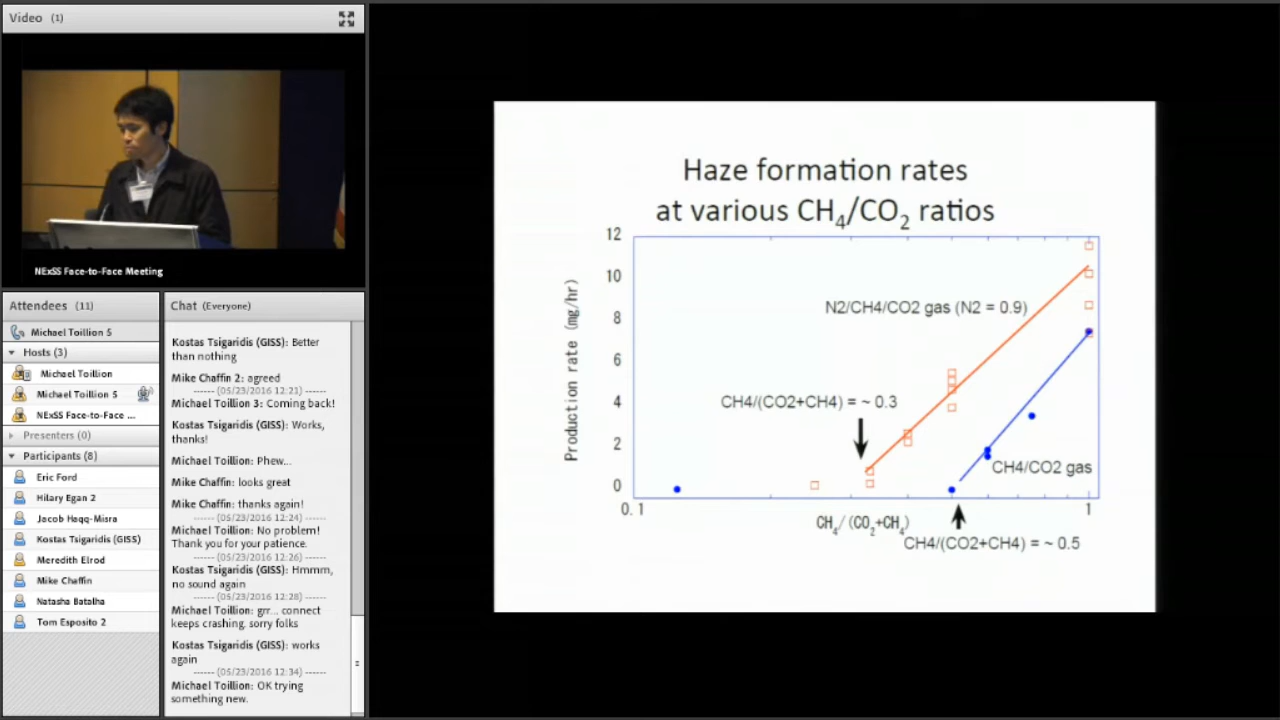 Video (1)
NExSS Face-to-Face Meeting
Attendees (11)
Michael Toillion 5
Hosts (3)
Michael Toillion
Michael Toillion 5
NExSS Face-to-Face ...
Presenters (0)
Participants (8)
Eric Ford
Hilary Egan 2
Jacob Haqq-Misra
Kostas Tsigaridis (GISS)
Meredith Elrod
Mike Chaffin
Natasha Batalha
Tom Esposito 2
Chat (Everyone)
Kostas Tsigaridis (GISS): Better
than nothing
Mike Chaffin 2: agreed
------ (05/23/2016 12:21) ------
Michael Toillion 3: Coming back!
Kostas Tsigaridis (GISS): Works,
thanks!
Michael Toillion: Phew...
Mike Chaffin: looks great
Mike Chaffin: thanks again!
------ (05/23/2016 12:24) ------
Michael Toillion: No problem!
Thank you for your patience.
------ (05/23/2016 12:26) ------
Kostas Tsigaridis (GISS): Hmmm,
no sound again
------ (05/23/2016 12:28) ------
Michael Toillion: grr... connect
keeps crashing. sorry folks
Kostas Tsigaridis (GISS): works
again
------ (05/23/2016 12:34) ------
Michael Toillion: OK trying
something new.
Haze formation rates
at various CH₄/CO₂ ratios
Production rate (mg/hr)
12
10
8
6
4
2
0
N2/CH4/CO2 gas (N2 = 0.9)
CH4/(CO2+CH4) = ~ 0.3
CH4/CO2 gas
0.1
1
CH₄/(CO₂+CH₄)
CH4/(CO2+CH4) = ~ 0.5